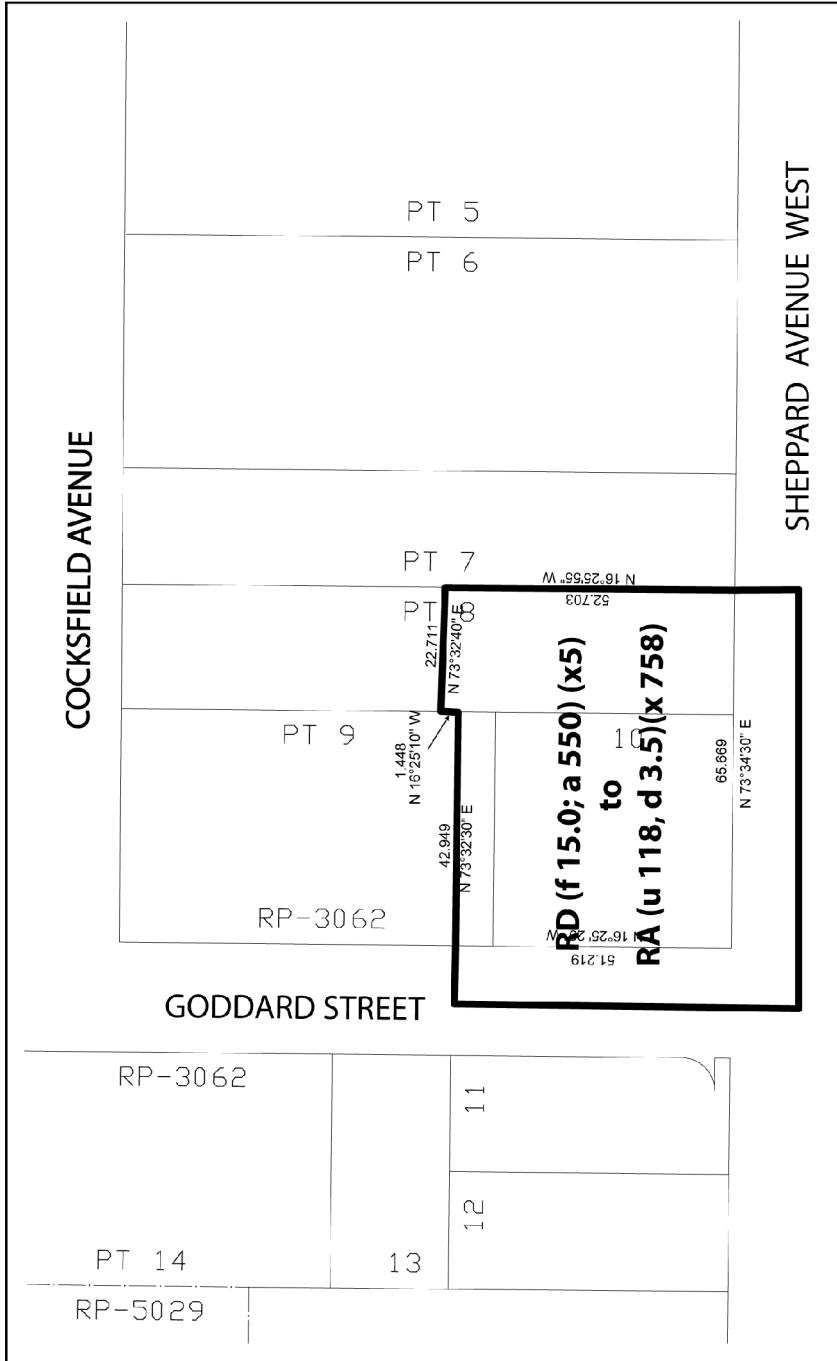 PT 5
PT 6
SHEPPARD AVENUE WEST
COCKSFIELD AVENUE
PT 7
N 16°25'55" W
52.703
PT 8
22.711
N 73°32'40" E
PT 9
1.448
N 16°25'10" W
10
RD (f 15.0; a 550) (x5)
to
RA (u 118, d 3.5)(x 758)
65.669
N 73°34'30" E
42.949
N 73°32'30" E
RP-3062
N 16°25' W
51.219
GODDARD STREET
RP-3062
11
12
PT 14
13
RP-5029